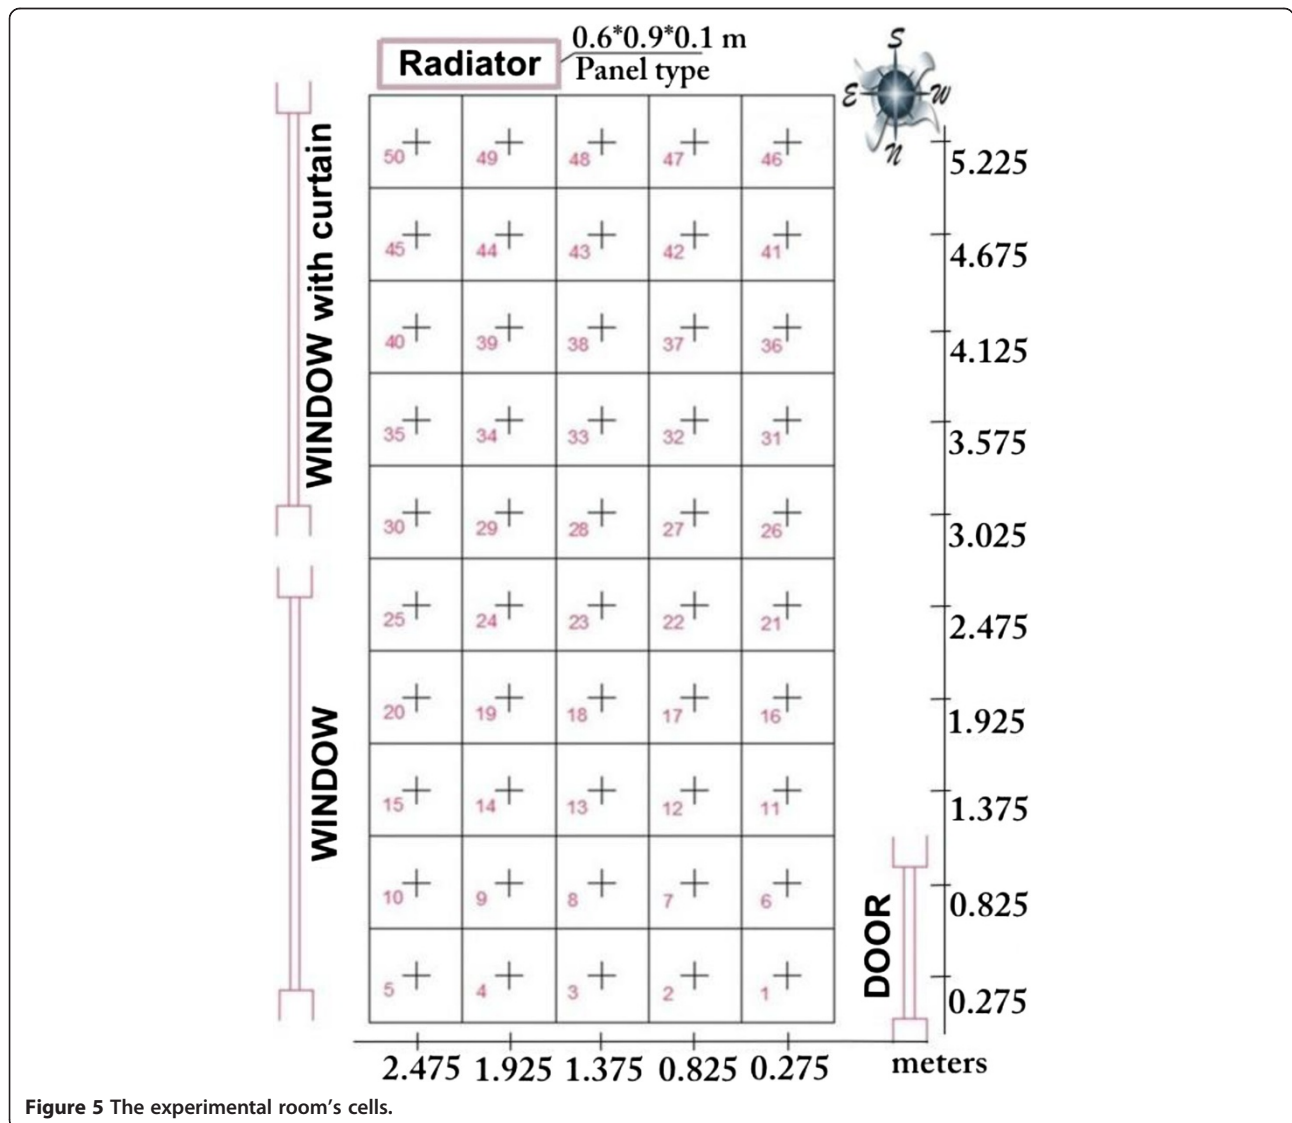 0.6*0.9*0.1 m
Radiator
Panel type
S
E
W
N
WINDOW with curtain
WINDOW
DOOR
50 49 48 47 46
5.225
45 44 43 42 41
4.675
40 39 38 37 36
4.125
35 34 33 32 31
3.575
30 29 28 27 26
3.025
25 24 23 22 21
2.475
20 19 18 17 16
1.925
15 14 13 12 11
1.375
10 9 8 7 6
0.825
5 4 3 2 1
0.275
2.475 1.925 1.375 0.825 0.275 meters
Figure 5 The experimental room's cells.